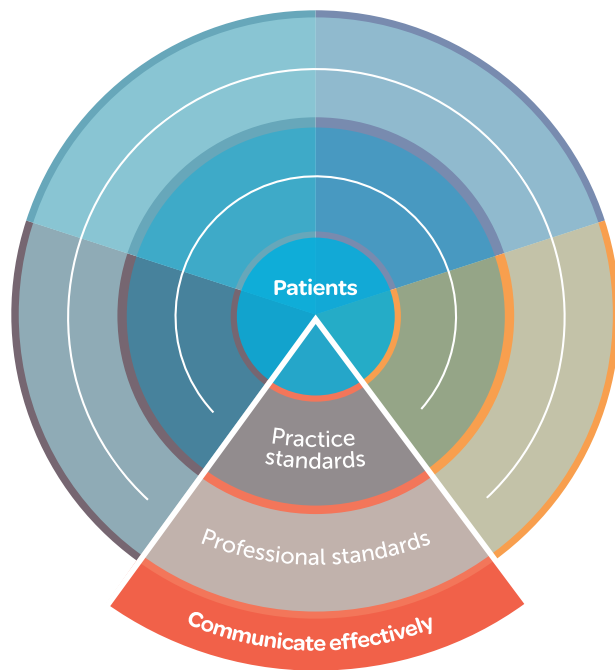 Patients
Practice
standards
Professional standards
Communicate effectively